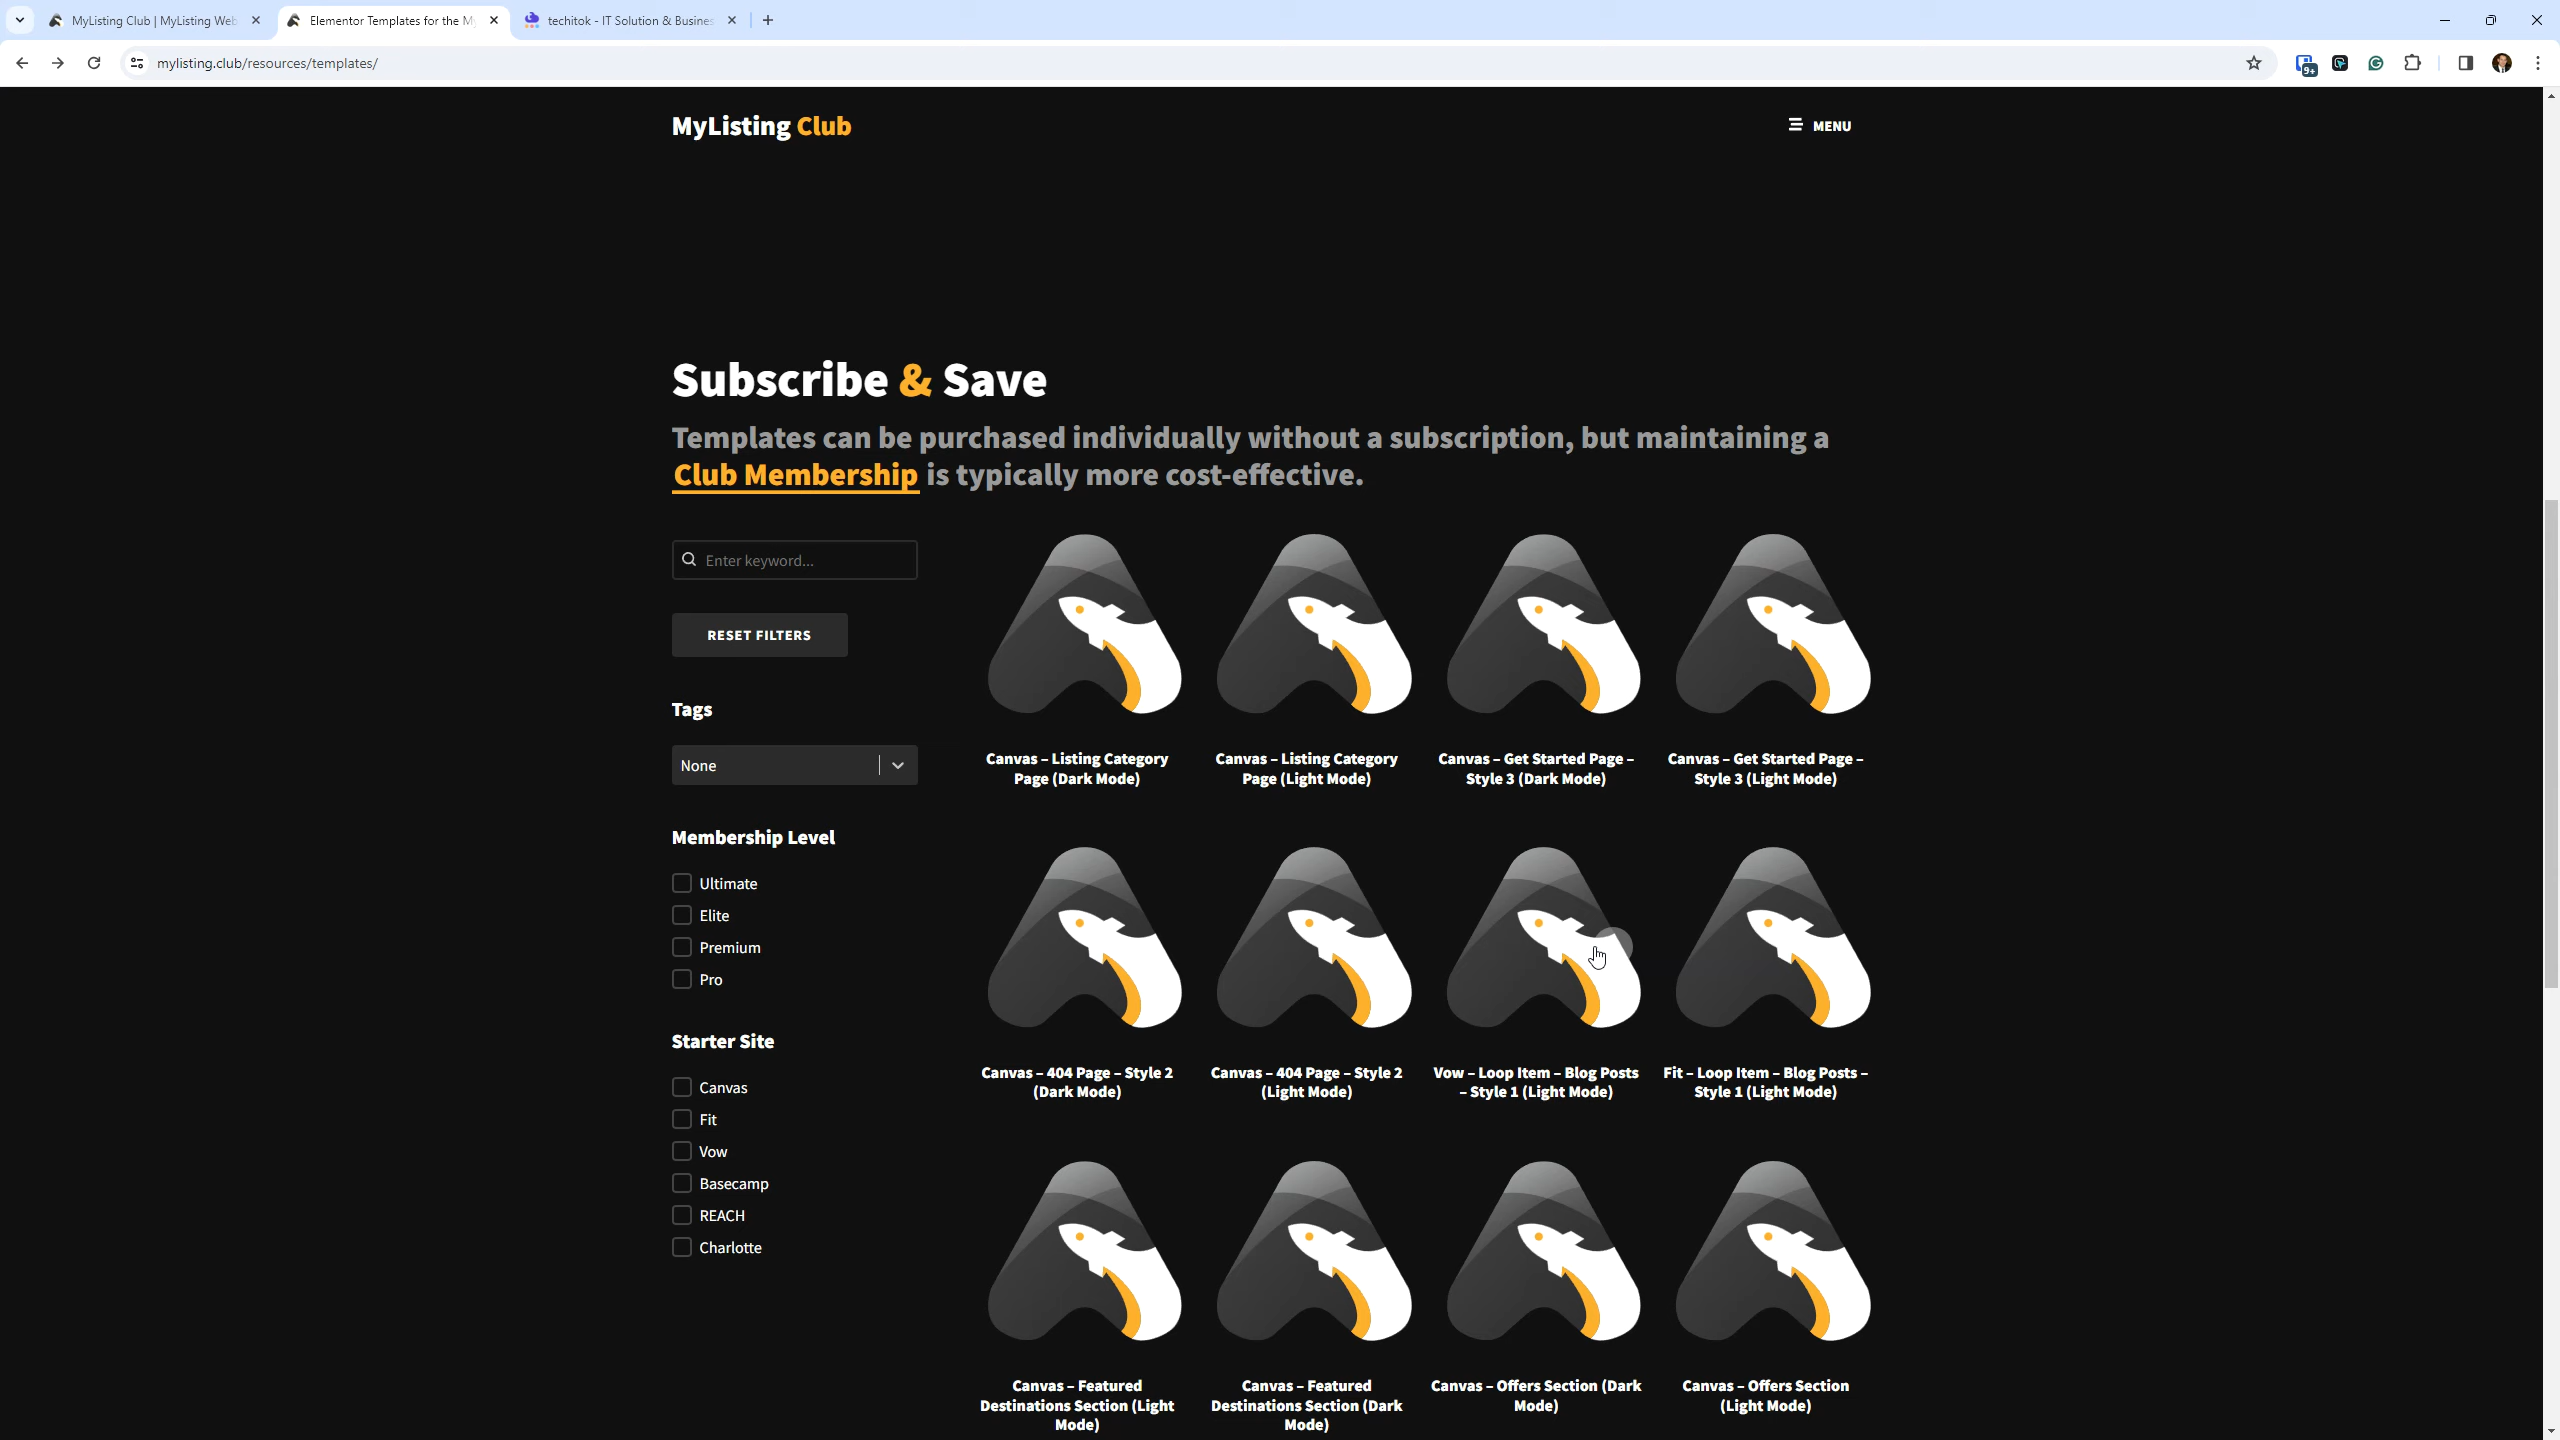 MyListing Club | MyListing Web
Elementor Templates for the My
techitok - IT Solution & Busines
mylisting.club/resources/templates/
9+
MyListing Club
MENU
Subscribe & Save
Templates can be purchased individually without a subscription, but maintaining a
Club Membership is typically more cost-effective.
Enter keyword...
RESET FILTERS
Tags
None
Membership Level
Ultimate
Elite
Premium
Pro
Starter Site
Canvas
Fit
Vow
Basecamp
REACH
Charlotte
Canvas – Listing Category
Page (Dark Mode)
Canvas – Listing Category
Page (Light Mode)
Canvas – Get Started Page –
Style 3 (Dark Mode)
Canvas – Get Started Page –
Style 3 (Light Mode)
Canvas – 404 Page – Style 2
(Dark Mode)
Canvas – 404 Page – Style 2
(Light Mode)
Vow – Loop Item – Blog Posts
– Style 1 (Light Mode)
Fit – Loop Item – Blog Posts –
Style 1 (Light Mode)
Canvas – Featured
Destinations Section (Light
Mode)
Canvas – Featured
Destinations Section (Dark
Mode)
Canvas – Offers Section (Dark
Mode)
Canvas – Offers Section
(Light Mode)